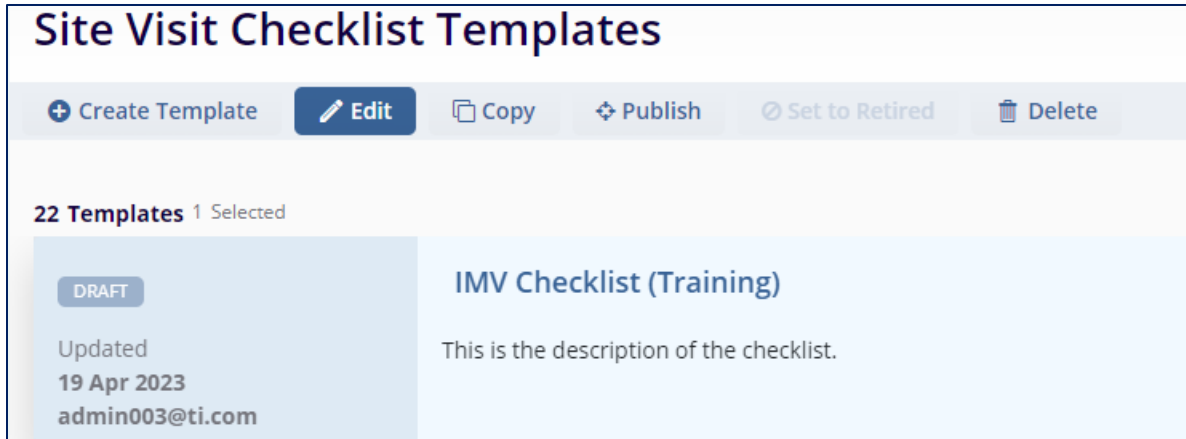 Site Visit Checklist Templates
Create Template Edit Copy Publish Set to Retired Delete
22 Templates 1 Selected
DRAFT
IMV Checklist (Training)
Updated
This is the description of the checklist.
19 Apr 2023
admin003@ti.com